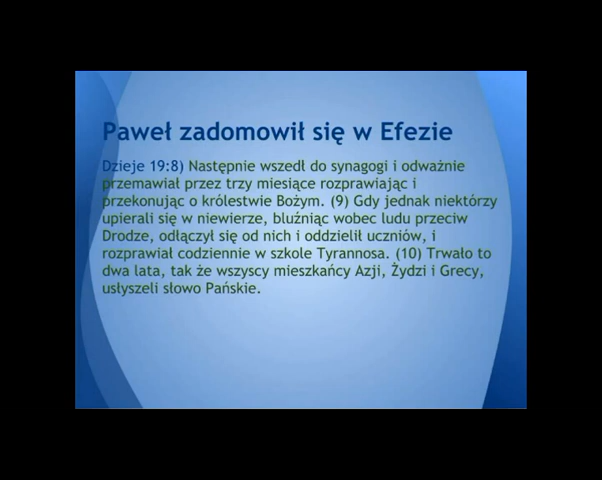 Paweł zadomowił się w Efezie
Dzieje 19:8) Następnie wszedł do synagogi i odważnie
przemawiał przez trzy miesiące rozprawiając i
przekonując o królestwie Bożym. (9) Gdy jednak niektórzy
upierali się w niewierze, bluźniąc wobec ludu przeciw
Drodze, odłączył się od nich i oddzielił uczniów, i
rozprawiał codziennie w szkole Tyrannosa. (10) Trwało to
dwa lata, tak że wszyscy mieszkańcy Azji, Żydzi i Grecy,
usłyszeli słowo Pańskie.